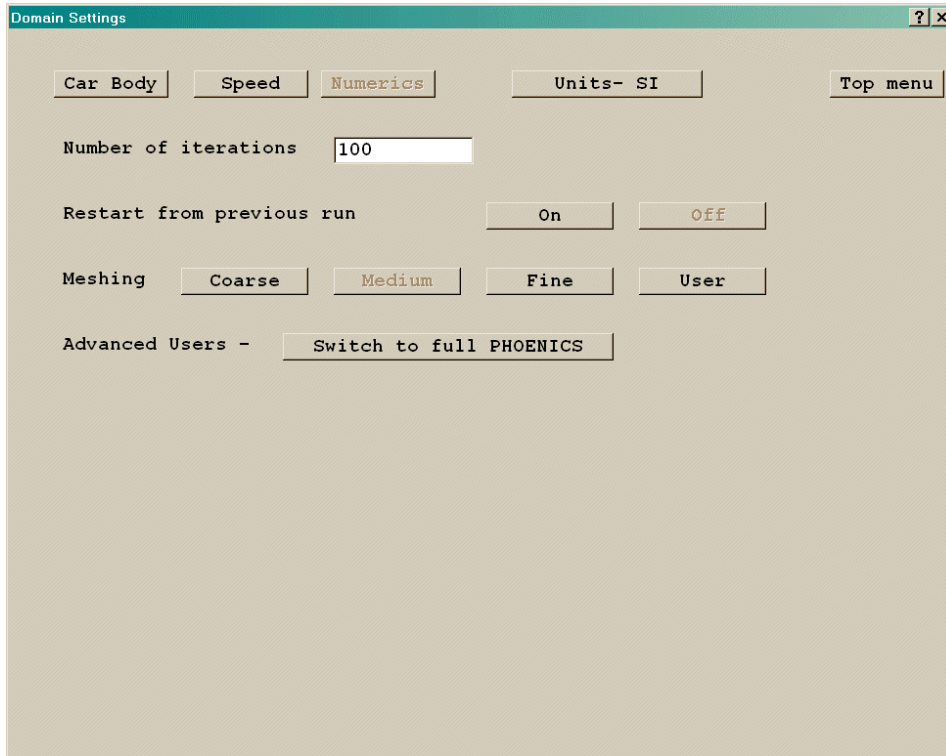 Domain Settings ? ×
Car Body Speed Numerics Units- SI Top menu
Number of iterations 100
Restart from previous run On Off
Meshing Coarse Medium Fine User
Advanced Users - Switch to full PHOENICS